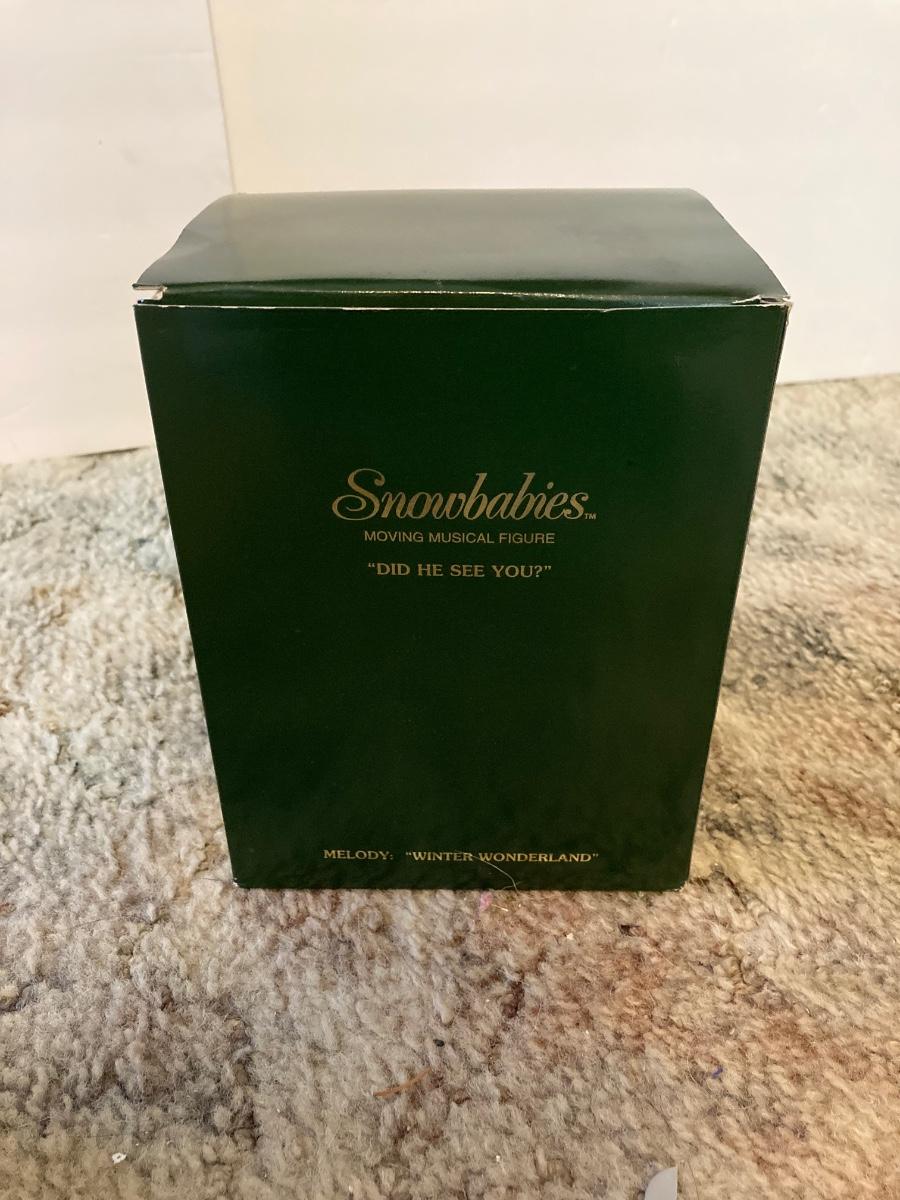 Snowbabies™
MOVING MUSICAL FIGURE
“DID HE SEE YOU?”
MELODY: “WINTER WONDERLAND”